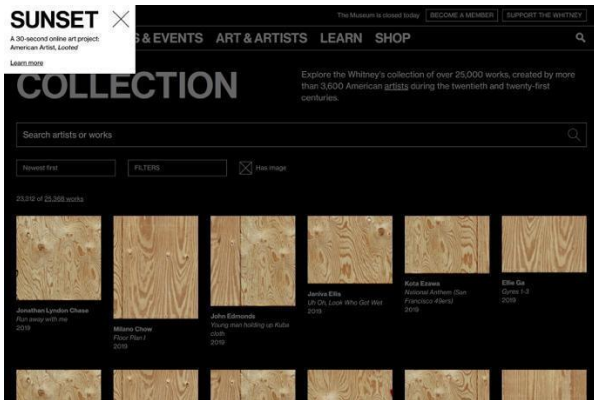 SUNSET
A 30-second online art project:
American Artist, Looted
Learn more
The Museum is closed today
BECOME A MEMBER
SUPPORT THE WHITNEY
S & EVENTS ART & ARTISTS LEARN SHOP
COLLECTION
Explore the Whitney's collection of over 25,000 works, created by more
than 3,600 American artists during the twentieth and twenty-first
centuries.
Search artists or works
Newest first
FILTERS
Has image
23,212 of 25,368 works
Jonathan Lyndon Chase
Run away with me
2019
Milano Chow
Floor Plan I
2019
John Edmonds
Young man holding up Kuba
cloth
2019
Janiva Ellis
Uh Oh, Look Who Got Wet
2019
Kota Ezawa
National Anthem (San
Francisco 49ers)
2019
Ellie Ga
Gyres 1-3
2019